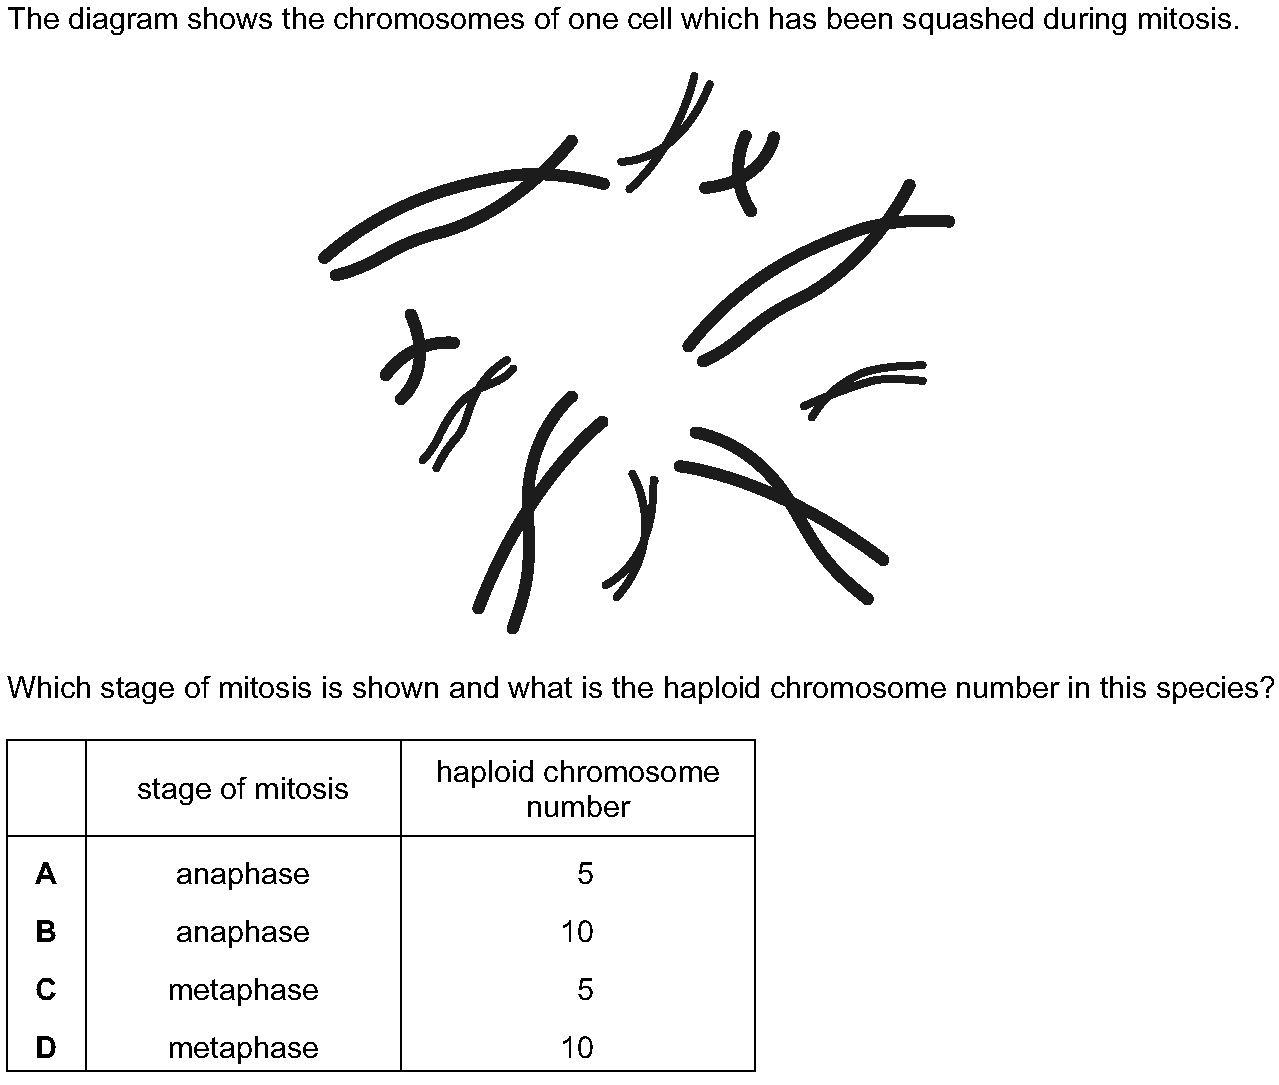 The diagram shows the chromosomes of one cell which has been squashed during mitosis.
Which stage of mitosis is shown and what is the haploid chromosome number in this species?
stage of mitosis
haploid chromosome
number
A anaphase 5
B anaphase 10
C metaphase 5
D metaphase 10